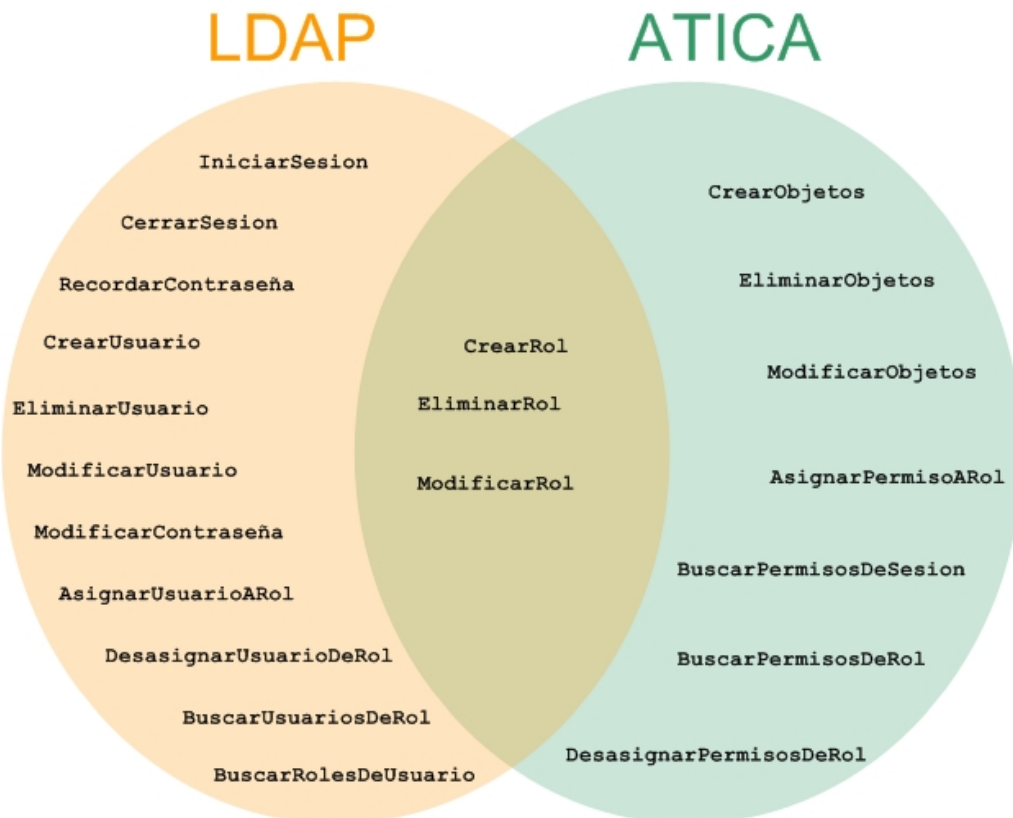 LDAP
ATICA
IniciarSesion
CerrarSesion
RecordarContraseña
CrearUsuario
EliminarUsuario
ModificarUsuario
ModificarContraseña
AsignarUsuarioARol
DesasignarUsuarioDeRol
BuscarUsuariosDeRol
BuscarRolesDeUsuario
CrearRol
EliminarRol
ModificarRol
CrearObjetos
EliminarObjetos
ModificarObjetos
AsignarPermisoARol
BuscarPermisosDeSesion
BuscarPermisosDeRol
DesasignarPermisosDeRol